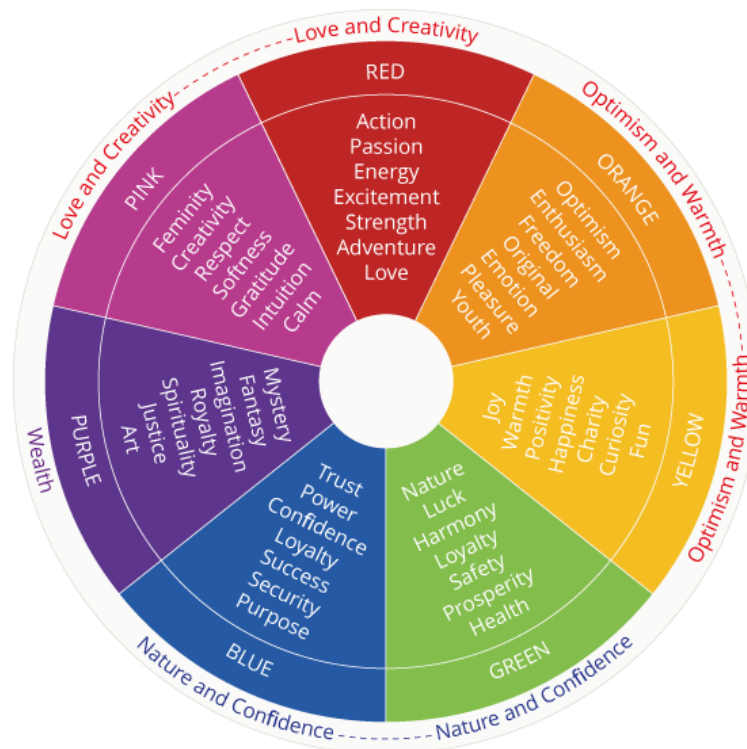 Love and Creativity
RED
Action
Passion
Energy
Excitement
Strength
Adventure
Love
Optimism and Warmth
ORANGE
Optimism
Enthusiasm
Freedom
Original
Emotion
Pleasure
Youth
Optimism and Warmth
YELLOW
Joy
Warmth
Positivity
Happiness
Charity
Curiosity
Fun
Nature and Confidence
GREEN
Nature
Luck
Harmony
Loyalty
Safety
Prosperity
Health
Nature and Confidence
BLUE
Trust
Power
Confidence
Loyalty
Success
Security
Purpose
Wealth
PURPLE
Mystery
Fantasy
Imagination
Royalty
Spirituality
Justice
Art
Love and Creativity
PINK
Feminity
Creativity
Respect
Softness
Gratitude
Intuition
Calm